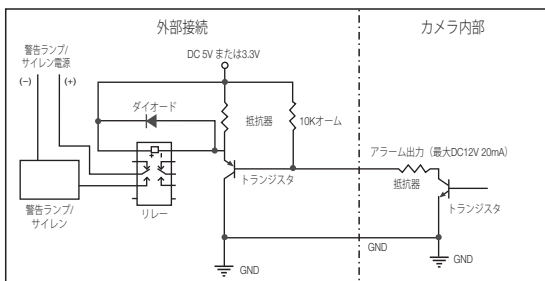 外部接続
カメラ内部
DC 5V または3.3V
警告ランプ/
サイレン電源
(−)
(+)
ダイオード
抵抗器
10Kオーム
アラーム出力（最大DC12V 20mA）
抵抗器
トランジスタ
トランジスタ
+
-
リレー
警告ランプ/
サイレン
GND
GND
GND